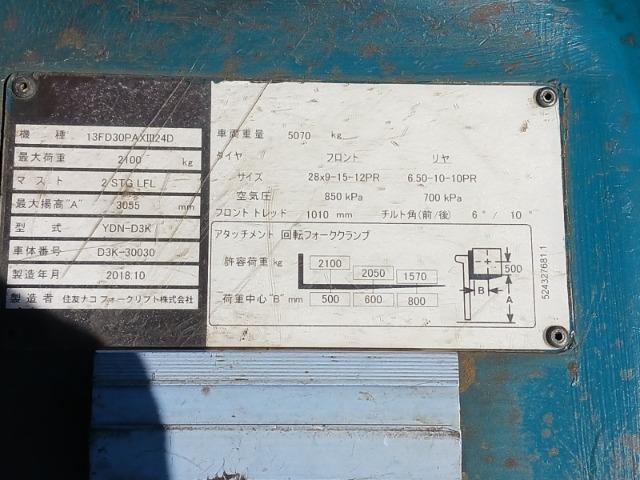 機 種 13FD30PAXⅢ24D
最大荷重 2100 kg
マスト 2 STG LFL
最大揚高"A" 3055 mm
型 式 YDN-D3K
車体番号 D3K-30030
製造年月 2018.10
製造者 住友ナコ フォークリフト株式会社
車両重量 5070 kg
タイヤ フロント リヤ
サイズ 28x9-15-12PR 6.50-10-10PR
空気圧 850 kPa 700 kPa
フロントトレッド 1010 mm チルト角(前/後) 6°/ 10°
アタッチメント 回転フォーククランプ
許容荷重 kg 2100 2050 1570
荷重中心"B" mm 500 600 800
500
B
A
524327681.1